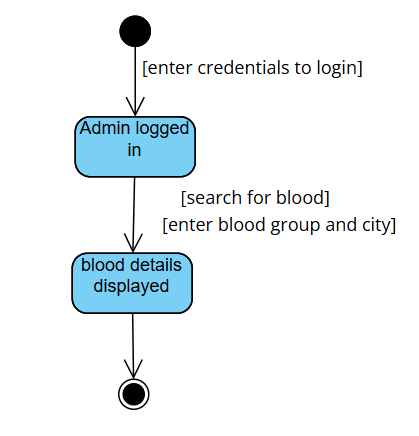 [enter credentials to login]
Admin logged
in
[search for blood]
[enter blood group and city]
blood details
displayed